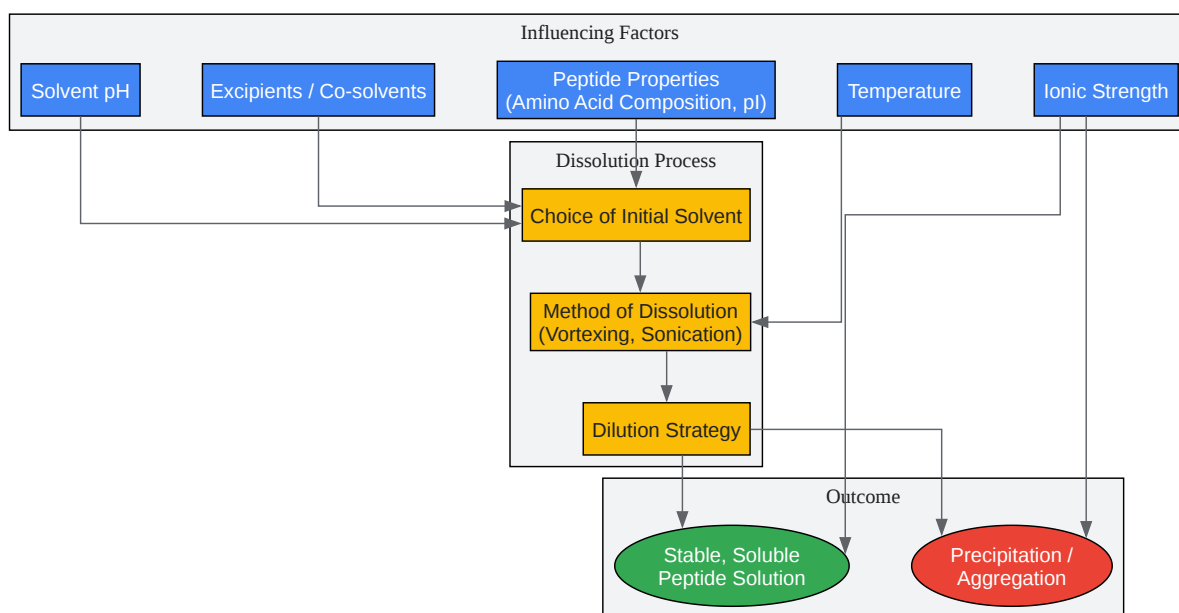 Influencing Factors
Solvent pH
Excipients / Co-solvents
Peptide Properties
(Amino Acid Composition, pI)
Temperature
Ionic Strength
Dissolution Process
Choice of Initial Solvent
Method of Dissolution
(Vortexing, Sonication)
Dilution Strategy
Outcome
Stable, Soluble
Peptide Solution
Precipitation /
Aggregation